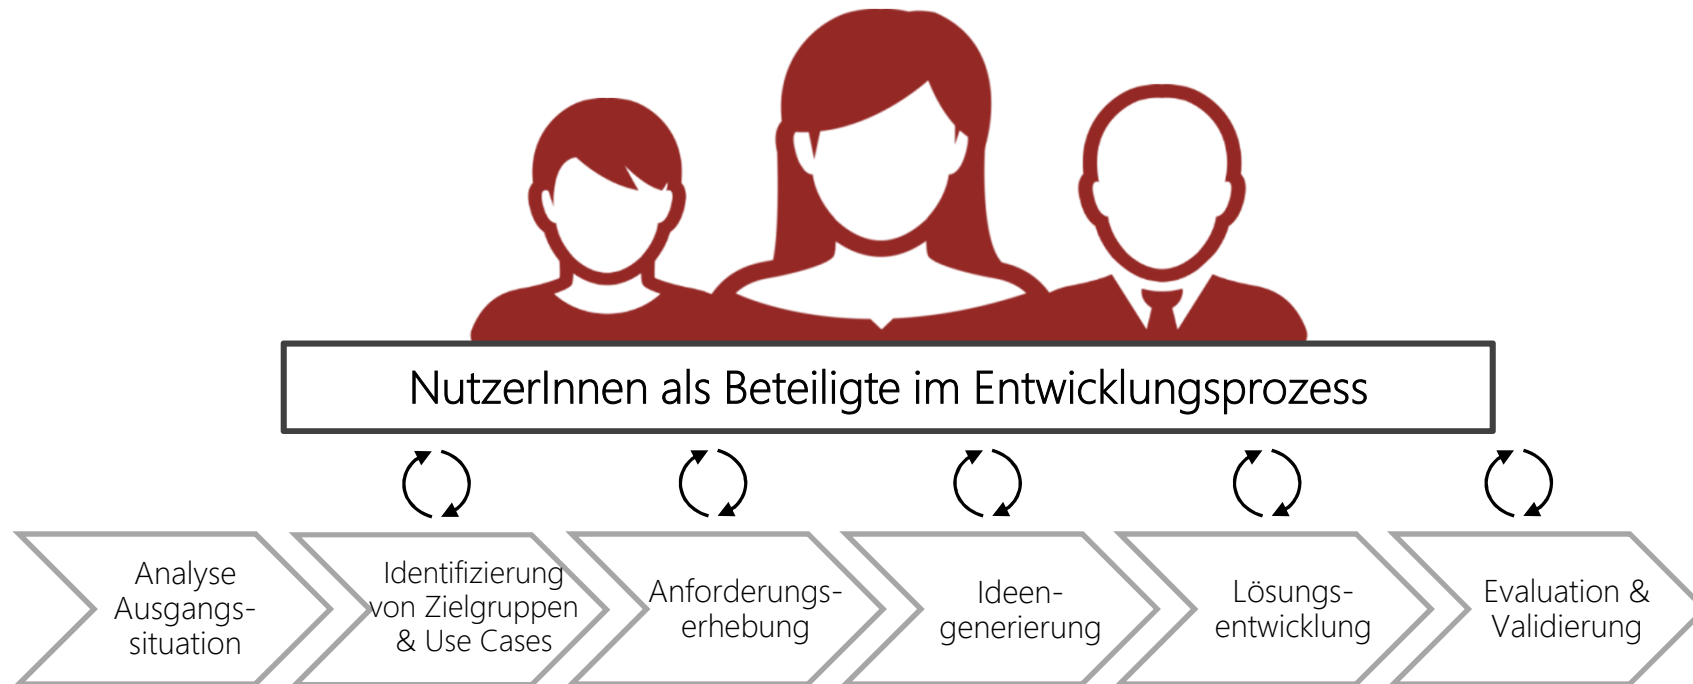 NutzerInnen als Beteiligte im Entwicklungsprozess
Analyse
Ausgangs-
situation
Identifizierung
von Zielgruppen
& Use Cases
Anforderungs-
erhebung
Ideen-
generierung
Lösungs-
entwicklung
Evaluation &
Validierung